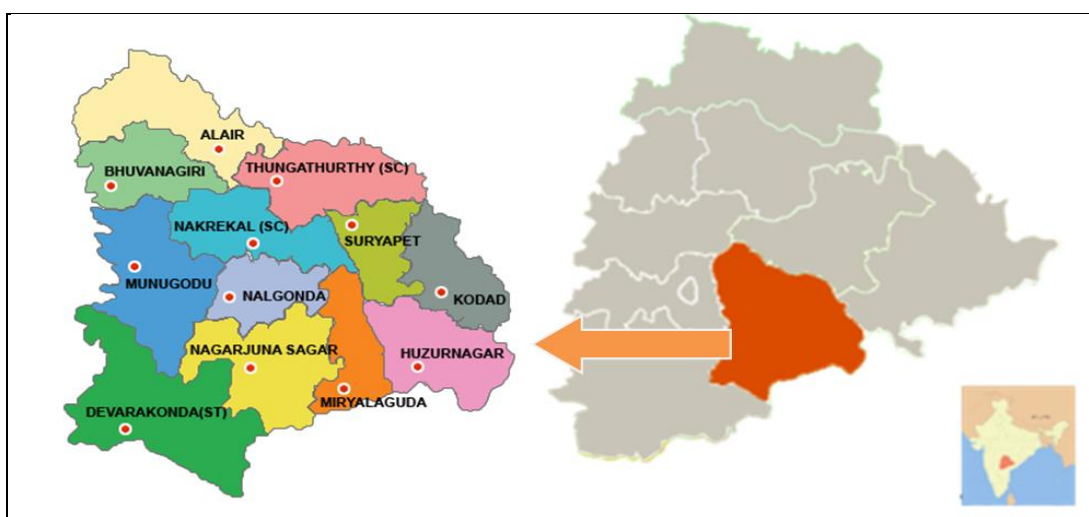 ALAIR
BHUVANAGIRI
THUNGATHURTHY (SC)
NAKREKAL (SC)
SURYAPET
MUNUGODU
NALGONDA
KODAD
NAGARJUNA SAGAR
HUZURNAGAR
MIRYALAGUDA
DEVARAKONDA(ST)